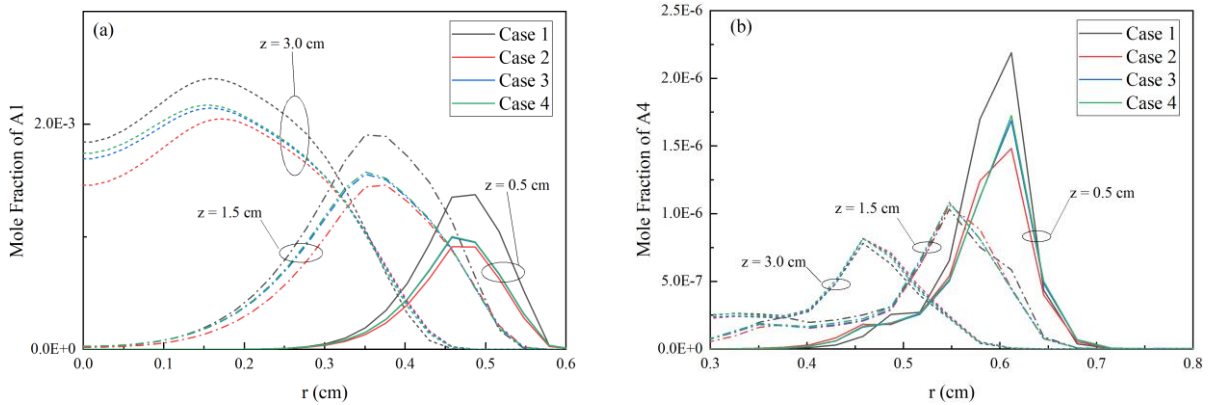 (a)
Case 1
Case 2
Case 3
Case 4
z = 3.0 cm
z = 1.5 cm
z = 0.5 cm
Mole Fraction of A1
2.0E-3
0.0E+0
0.0 0.1 0.2 0.3 0.4 0.5 0.6
r (cm)
(b)
Case 1
Case 2
Case 3
Case 4
z = 0.5 cm
z = 1.5 cm
z = 3.0 cm
Mole Fraction of A4
2.5E-6
2.0E-6
1.5E-6
1.0E-6
5.0E-7
0.0E+0
0.3 0.4 0.5 0.6 0.7 0.8
r (cm)